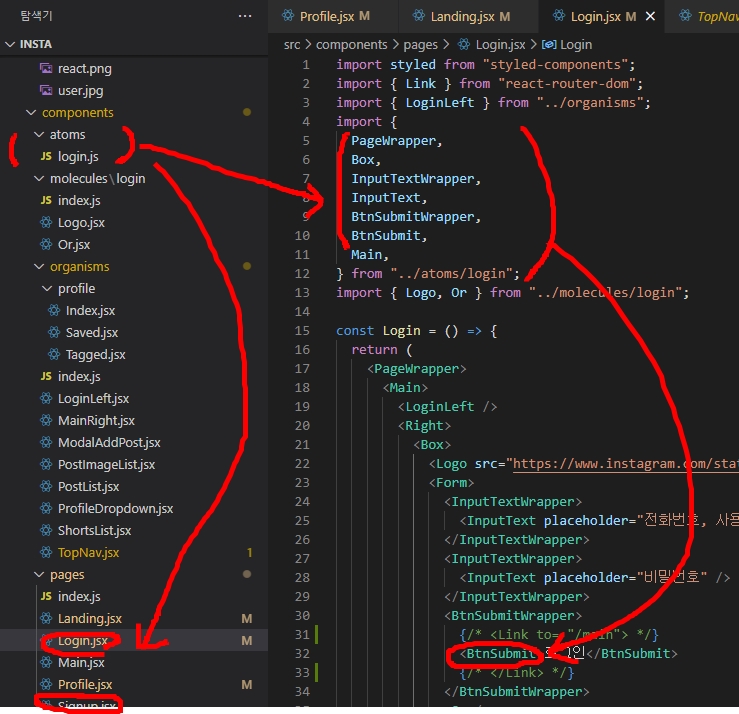 탐색기
Profile.jsx M
Landing.jsx M
Login.jsx M
TopNav
INSTA
src > components > pages > Login.jsx > Login
react.png
user.jpg
components
atoms
JS login.js
molecules\login
JS index.js
Logo.jsx
Or.jsx
organisms
profile
Index.jsx
Saved.jsx
Tagged.jsx
JS index.js
LoginLeft.jsx
MainRight.jsx
ModalAddPost.jsx
PostImageList.jsx
PostList.jsx
ProfileDropdown.jsx
ShortsList.jsx
TopNav.jsx 1
pages
JS index.js
Landing.jsx M
Login.jsx M
Main.jsx
Profile.jsx M
Signup.jsx
1 import styled from "styled-components";
2 import { Link } from "react-router-dom";
3 import { LoginLeft } from "../organisms";
4 import {
5 PageWrapper,
6 Box,
7 InputTextWrapper,
8 InputText,
9 BtnSubmitWrapper,
10 BtnSubmit,
11 Main,
12 } from "../atoms/login";
13 import { Logo, Or } from "../molecules/login";
14
15 const Login = () => {
16 return (
17 <PageWrapper>
18 <Main>
19 <LoginLeft />
20 <Right>
21 <Box>
22 <Logo src="https://www.instagram.com/stat
23 <Form>
24 <InputTextWrapper>
25 <InputText placeholder="전화번호, 사용
26 </InputTextWrapper>
27 <InputTextWrapper>
28 <InputText placeholder="비밀번호" />
29 </InputTextWrapper>
30 <BtnSubmitWrapper>
31 {/* <Link to= "/main"> */}
32 <BtnSubmit 인</BtnSubmit>
33 {/* </Link> */}
34 </BtnSubmitWrapper>